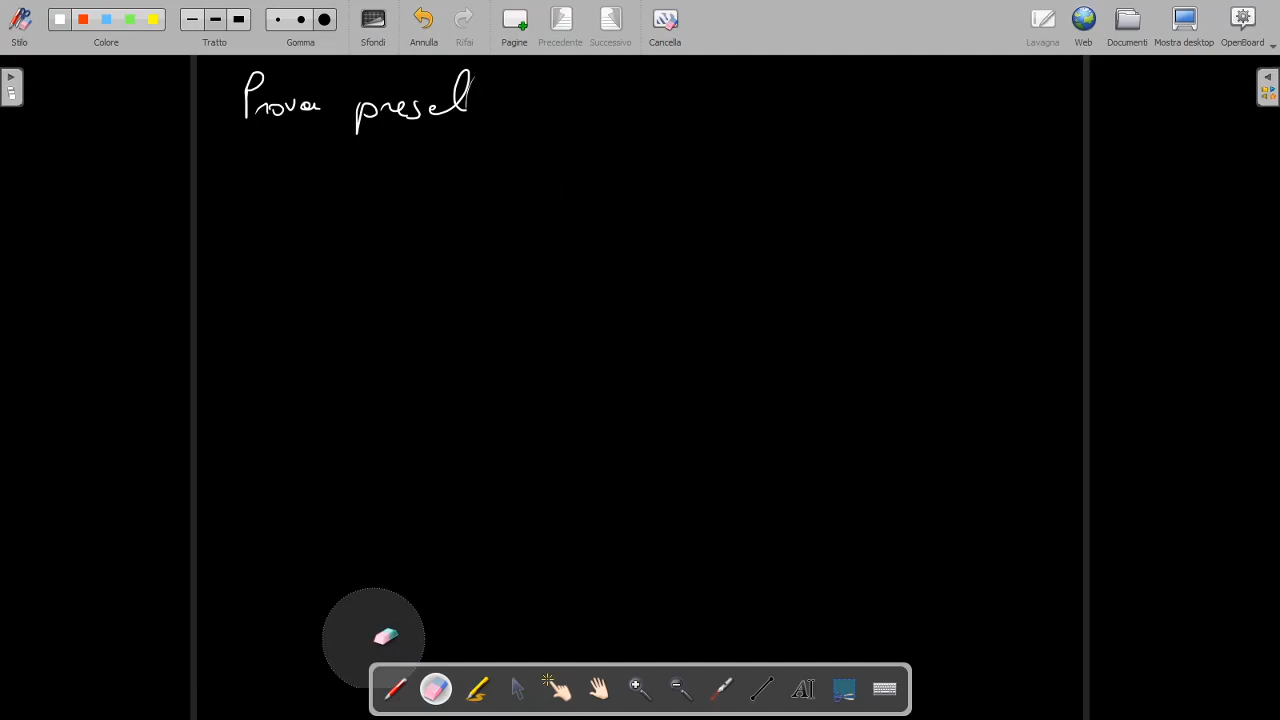 Stilo Colore Tratto Gomma Sfondi Annulla Rifai Pagine Precedente Successivo Cancella Lavagna Web Documenti Mostra desktop OpenBoard
Prova presel